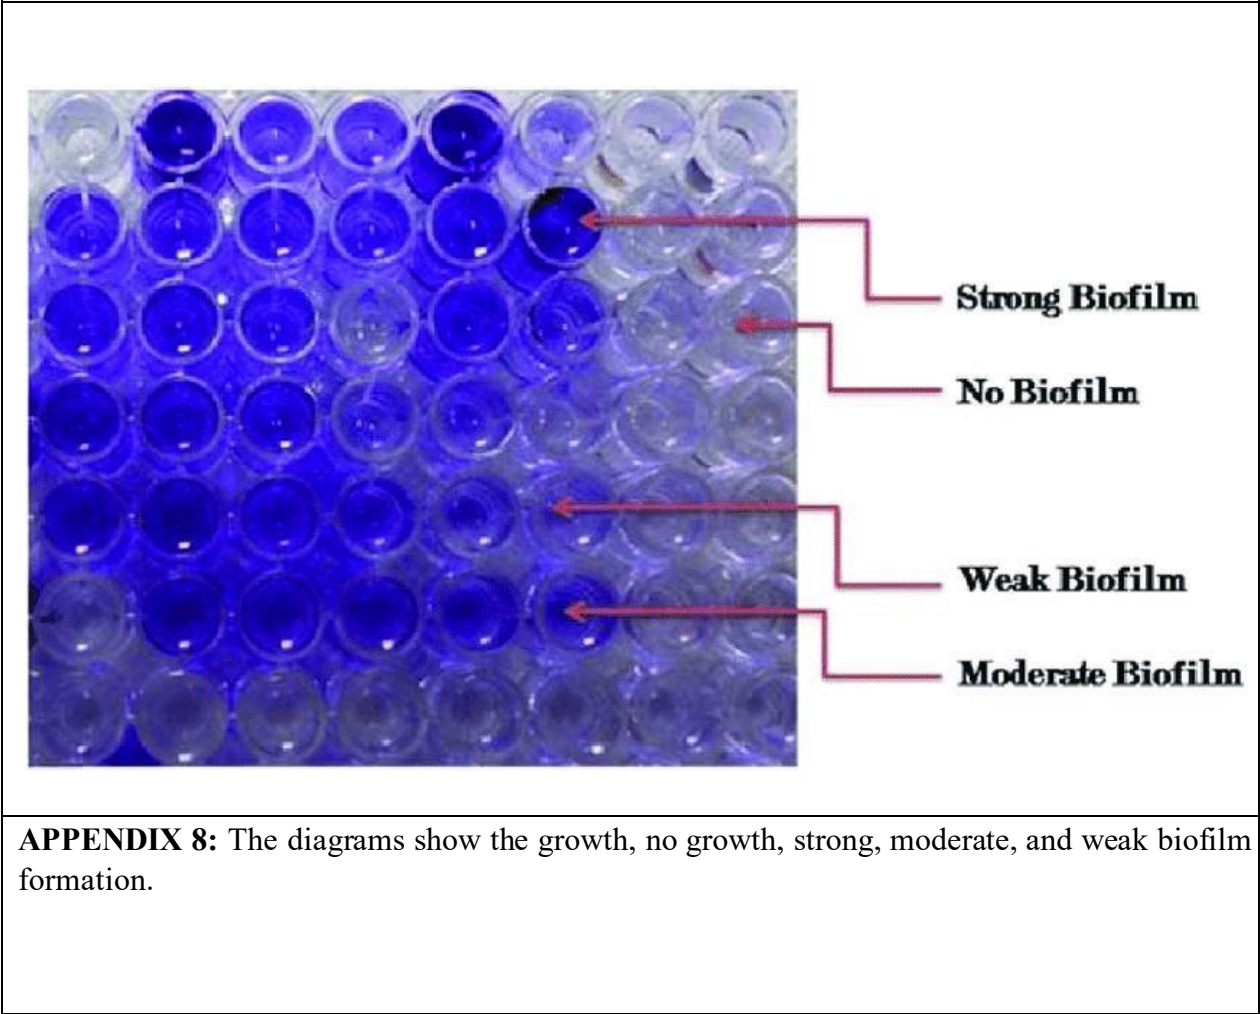 Strong Biofilm
No Biofilm
Weak Biofilm
Moderate Biofilm
APPENDIX 8: The diagrams show the growth, no growth, strong, moderate, and weak biofilm
formation.